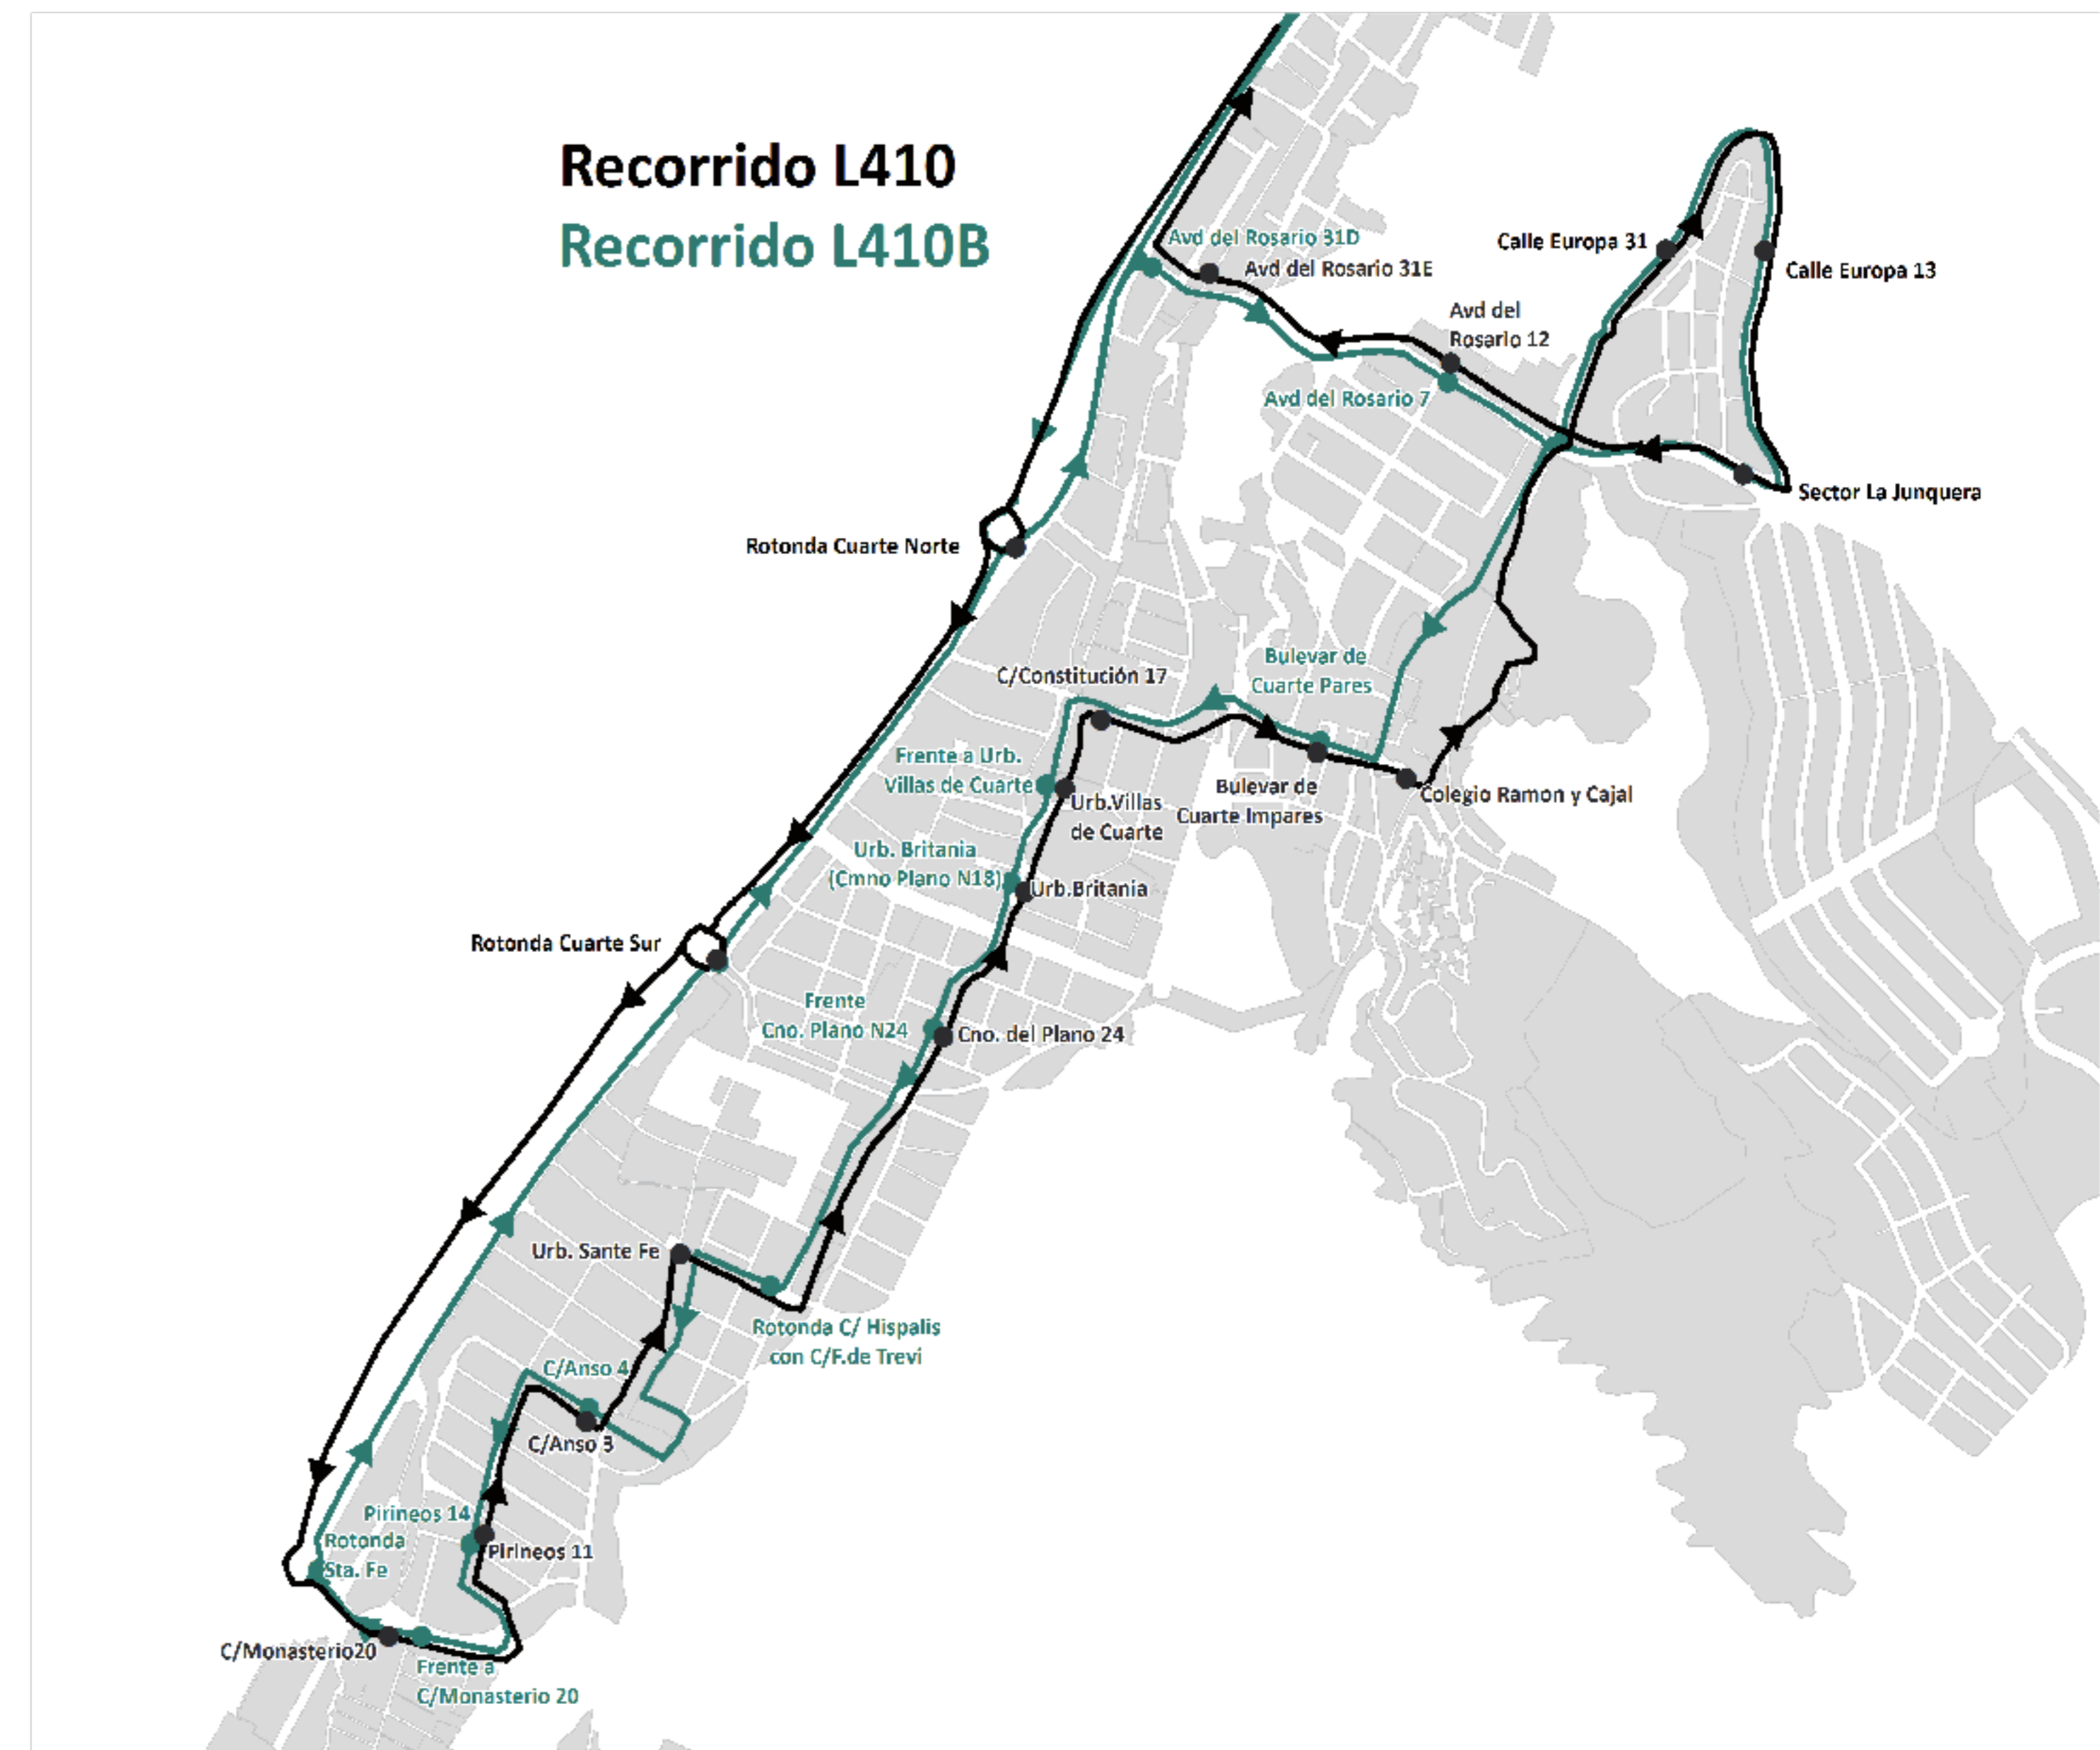 Recorrido L410
Recorrido L410B
Avd del Rosario 31D
Avd del Rosario 31E
Calle Europa 31
Calle Europa 13
Avd del
Rosario 12
Avd del Rosario 7
Sector La Junquera
Rotonda Cuarte Norte
C/Constitución 17
Bulevar de
Cuarte Pares
Frente a Urb.
Villas de Cuarte
Urb.Villas
de Cuarte
Bulevar de
Cuarte Impares
Colegio Ramon y Cajal
Urb. Britania
(Cmno Plano N18)
Urb.Britania
Rotonda Cuarte Sur
Frente
Cno. Plano N24
Cno. del Plano 24
Urb. Sante Fe
Rotonda C/ Hispalis
con C/F.de Trevi
C/Anso 4
C/Anso 3
Pirineos 14
Pirineos 11
Rotonda
Sta. Fe
C/Monasterio20
Frente a
C/Monasterio 20